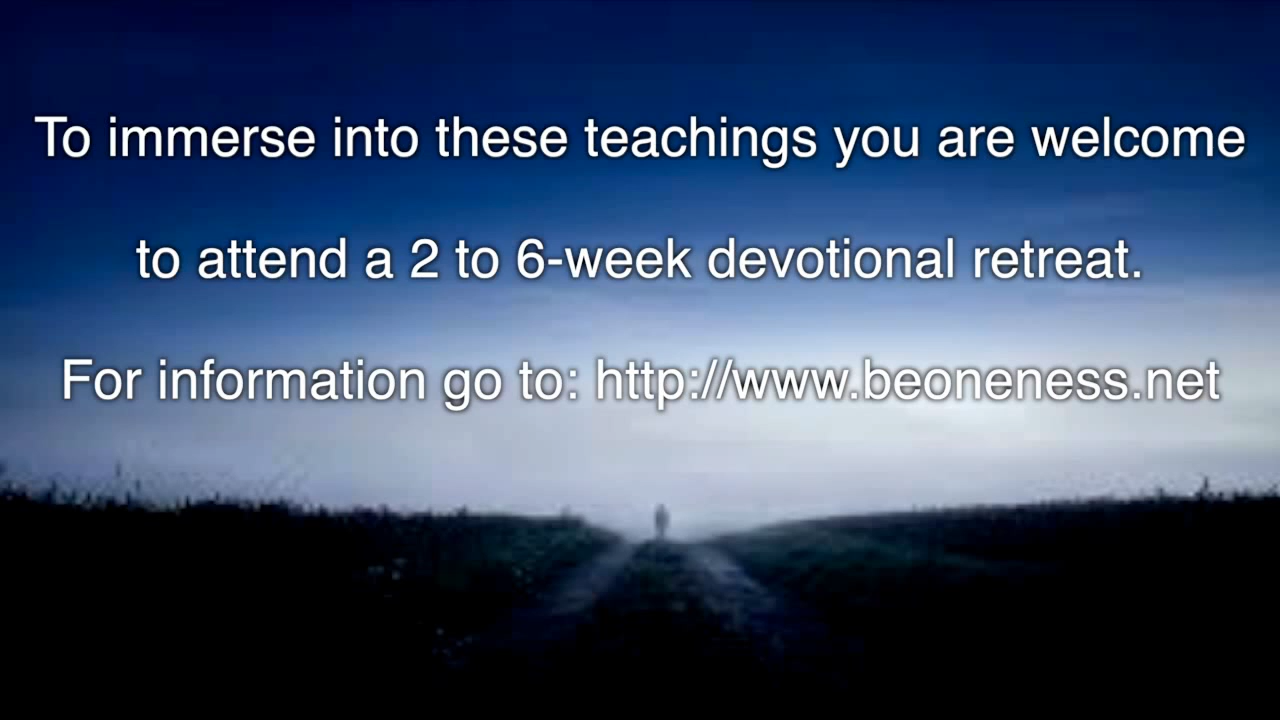 To immerse into these teachings you are welcome
to attend a 2 to 6-week devotional retreat.
For information go to: http://www.beoneness.net